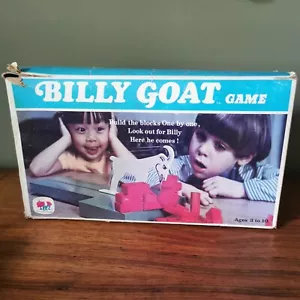 BILLY GOAT GAME
Build the blocks One by one,
Look out for Billy
Here he comes!
Ages 3 to 10